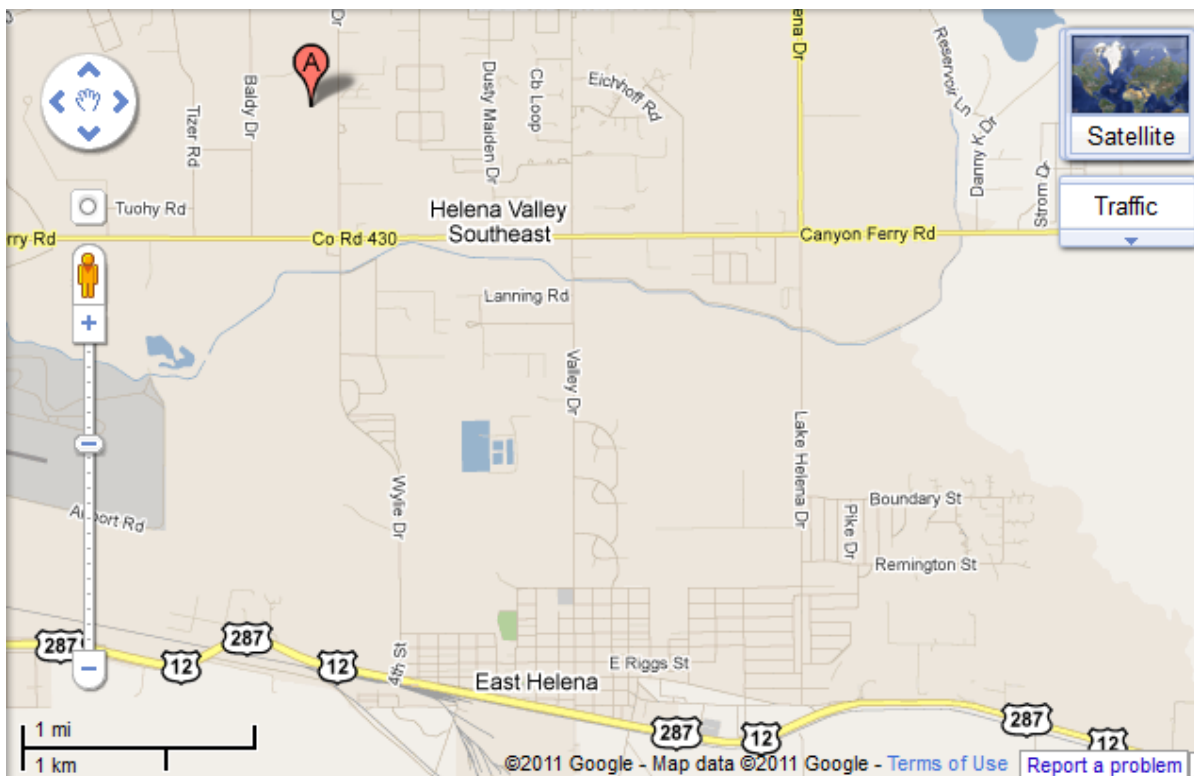 Dr
ena Dr
A
Baldy Dr
Tizer Rd
Dusty Maiden Dr
Cb Loop
Eichhoff Rd
Reservoir Ln
Danny K Dr
Strom Dr
Satellite
Traffic
Tuohy Rd
Helena Valley
Southeast
rry Rd
Co Rd 430
Canyon Ferry Rd
Lanning Rd
Valley Dr
Lake Helena Dr
Wylie Dr
Boundary St
Pike Dr
Airport Rd
Remington St
287
287
12
12
4th St
E Riggs St
East Helena
287
12
287
12
1 mi
1 km
©2011 Google - Map data ©2011 Google - Terms of Use
Report a problem